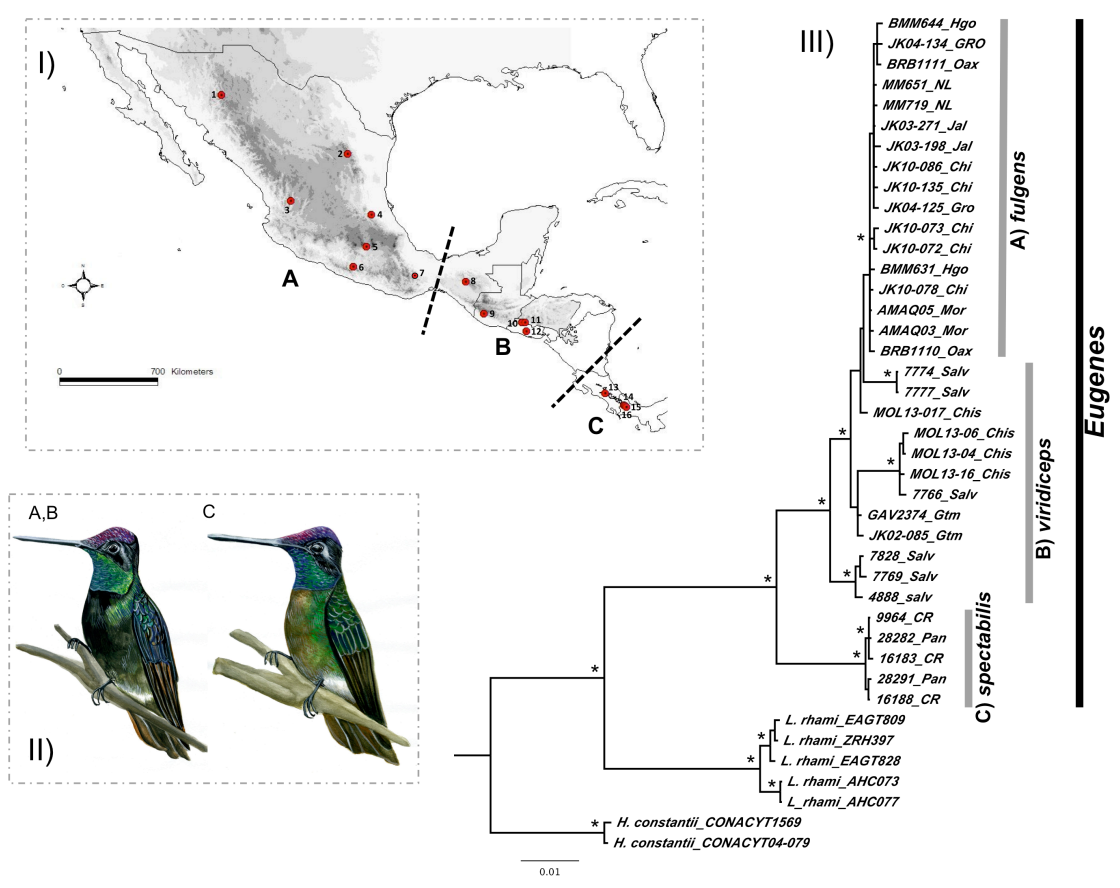 I)
1
2
3
4
5
6
7
8
9
10
11
12
13
14
15
16
A
B
C
0 700 Kilometers
II)
A,B
C
III)
BMM644_Hgo
JK04-134_GRO
BRB1111_Oax
MM651_NL
MM719_NL
JK03-271_Jal
JK03-198_Jal
JK10-086_Chi
JK10-135_Chi
JK04-125_Gro
JK10-073_Chi
JK10-072_Chi
*
BMM631_Hgo
JK10-078_Chi
AMAQ05_Mor
AMAQ03_Mor
BRB1110_Oax
* 7774_Salv
7777_Salv
MOL13-017_Chis
*
MOL13-06_Chis
MOL13-04_Chis
*
MOL13-16_Chis
7766_Salv
*
GAV2374_Gtm
JK02-085_Gtm
7828_Salv
* 7769_Salv
4888_salv
*
9964_CR
*
28282_Pan
* 16183_CR
*
28291_Pan
16188_CR
L. rhami_EAGT809
* L. rhami_ZRH397
* L. rhami_EAGT828
* L. rhami_AHC073
L_rhami_AHC077
* H. constantii_CONACYT1569
H. constantii_CONACYT04-079
0.01
A) fulgens
B) viridiceps
C) spectabilis
Eugenes